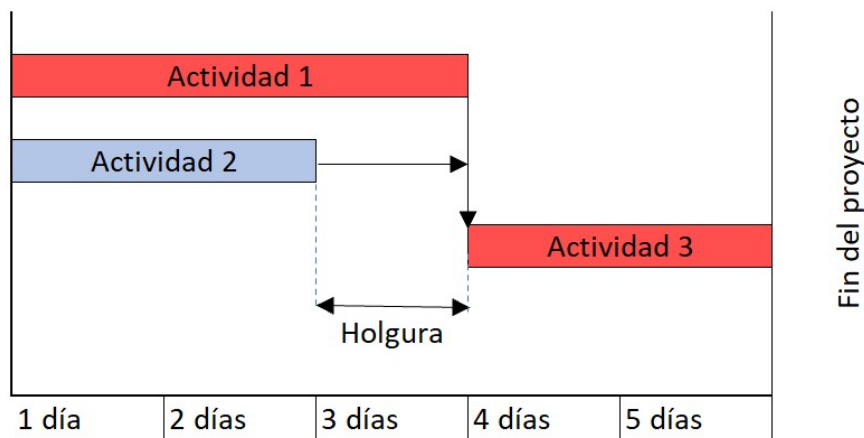 Actividad 1
Actividad 2
Actividad 3
Holgura
1 día
2 días
3 días
4 días
5 días
Fin del proyecto